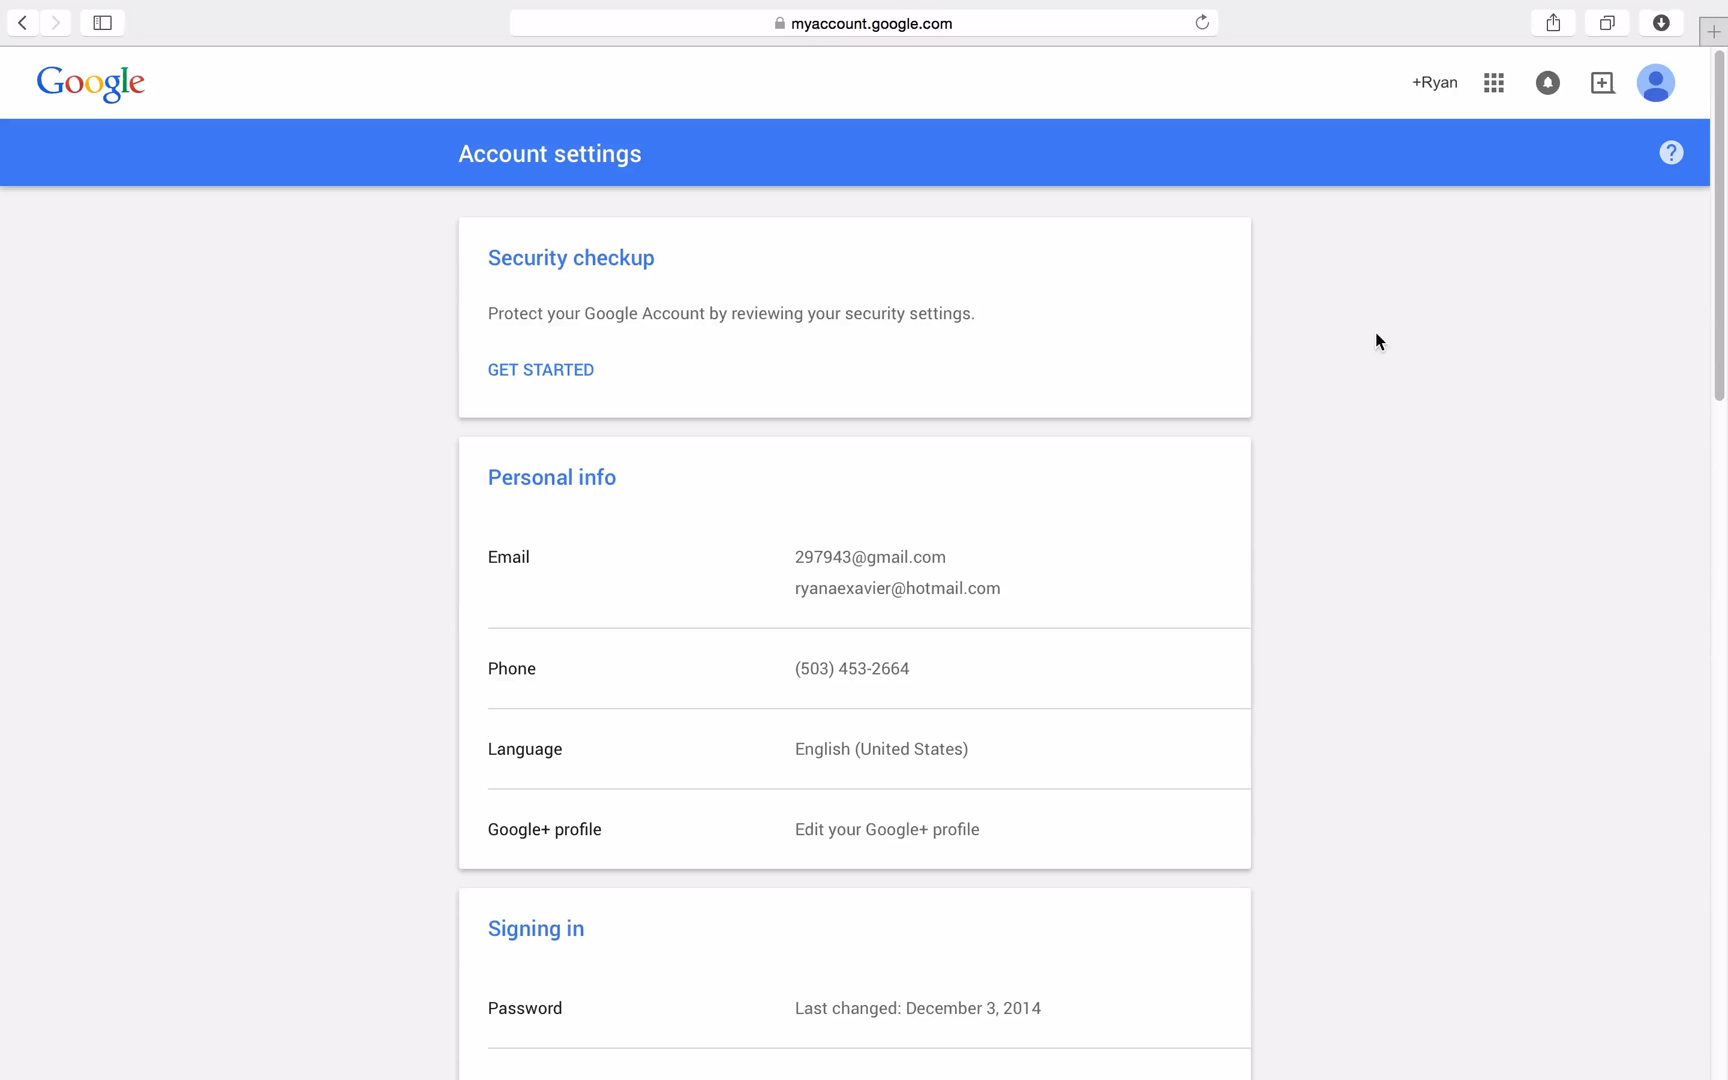 myaccount.google.com
Google
+Ryan
Account settings
?
Security checkup
Protect your Google Account by reviewing your security settings.
GET STARTED
Personal info
Email
297943@gmail.com
ryanaexavier@hotmail.com
Phone
(503) 453-2664
Language
English (United States)
Google+ profile
Edit your Google+ profile
Signing in
Password
Last changed: December 3, 2014